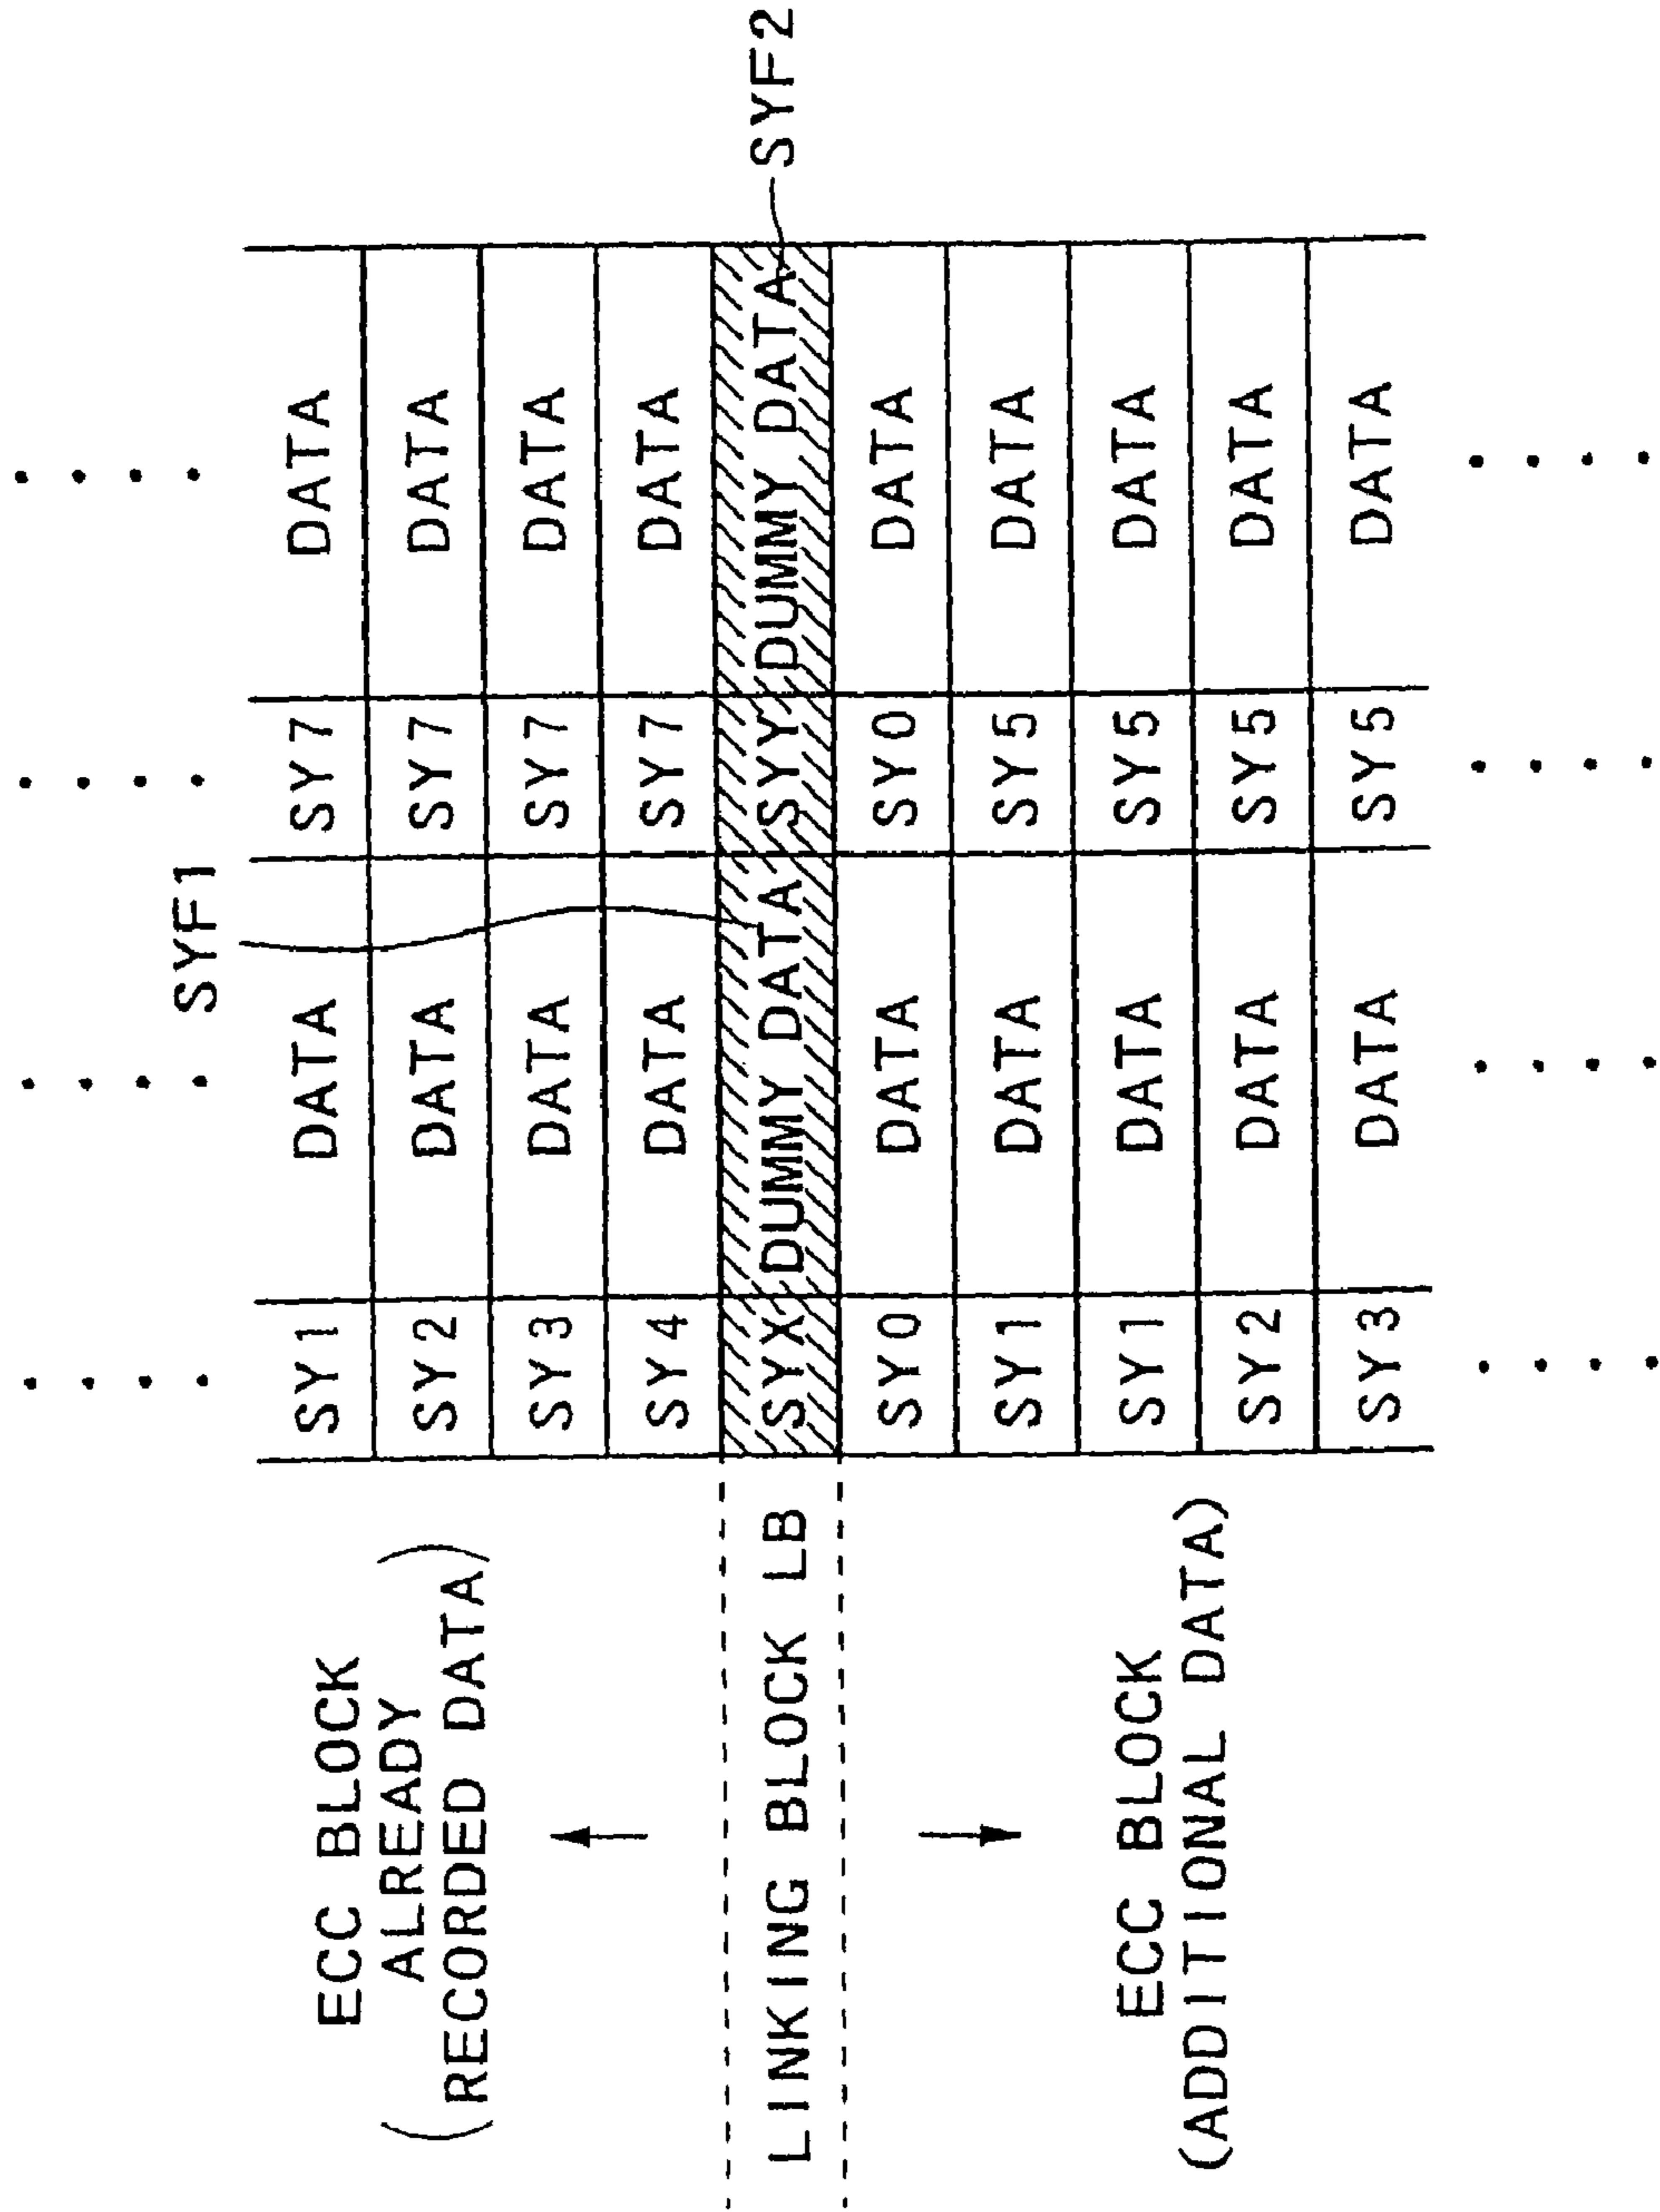 SYF1
ECC BLOCK
ALREADY
(RECORDED DATA)
SY1 DATA SY7 DATA
SY2 DATA SY7 DATA
SY3 DATA SY7 DATA
SY4 DATA SY7 DATA
LINKING BLOCK LB
SYX DUMMY DATA SYY DUMMY DATA
SYF2
SY0 DATA SY0 DATA
SY1 DATA SY5 DATA
SY1 DATA SY5 DATA
SY2 DATA SY5 DATA
SY3 DATA SY5 DATA
ECC BLOCK
(ADDITIONAL DATA)